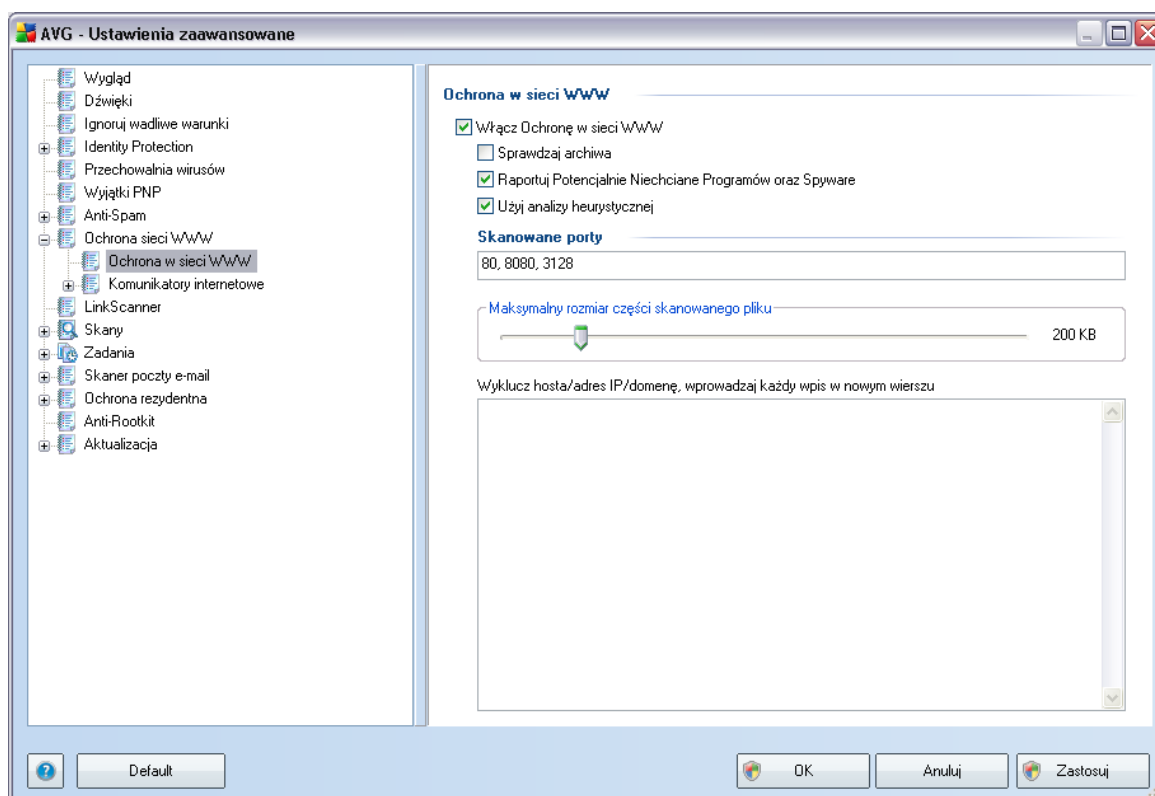 AVG - Ustawienia zaawansowane
Wygląd
Dźwięki
Ignoruj wadliwe warunki
Identity Protection
Przechowalnia wirusów
Wyjątki PNP
Anti-Spam
Ochrona sieci WWW
Ochrona w sieci WWW
Komunikatory internetowe
LinkScanner
Skany
Zadania
Skaner poczty e-mail
Ochrona rezydentna
Anti-Rootkit
Aktualizacja
Ochrona w sieci WWW
Włącz Ochronę w sieci WWW
Sprawdzaj archiwa
Raportuj Potencjalnie Niechciane Programów oraz Spyware
Użyj analizy heurystycznej
Skanowane porty
80, 8080, 3128
Maksymalny rozmiar części skanowanego pliku
200 KB
Wyklucz hosta/adres IP/domenę, wprowadzaj każdy wpis w nowym wierszu
Default
OK
Anuluj
Zastosuj